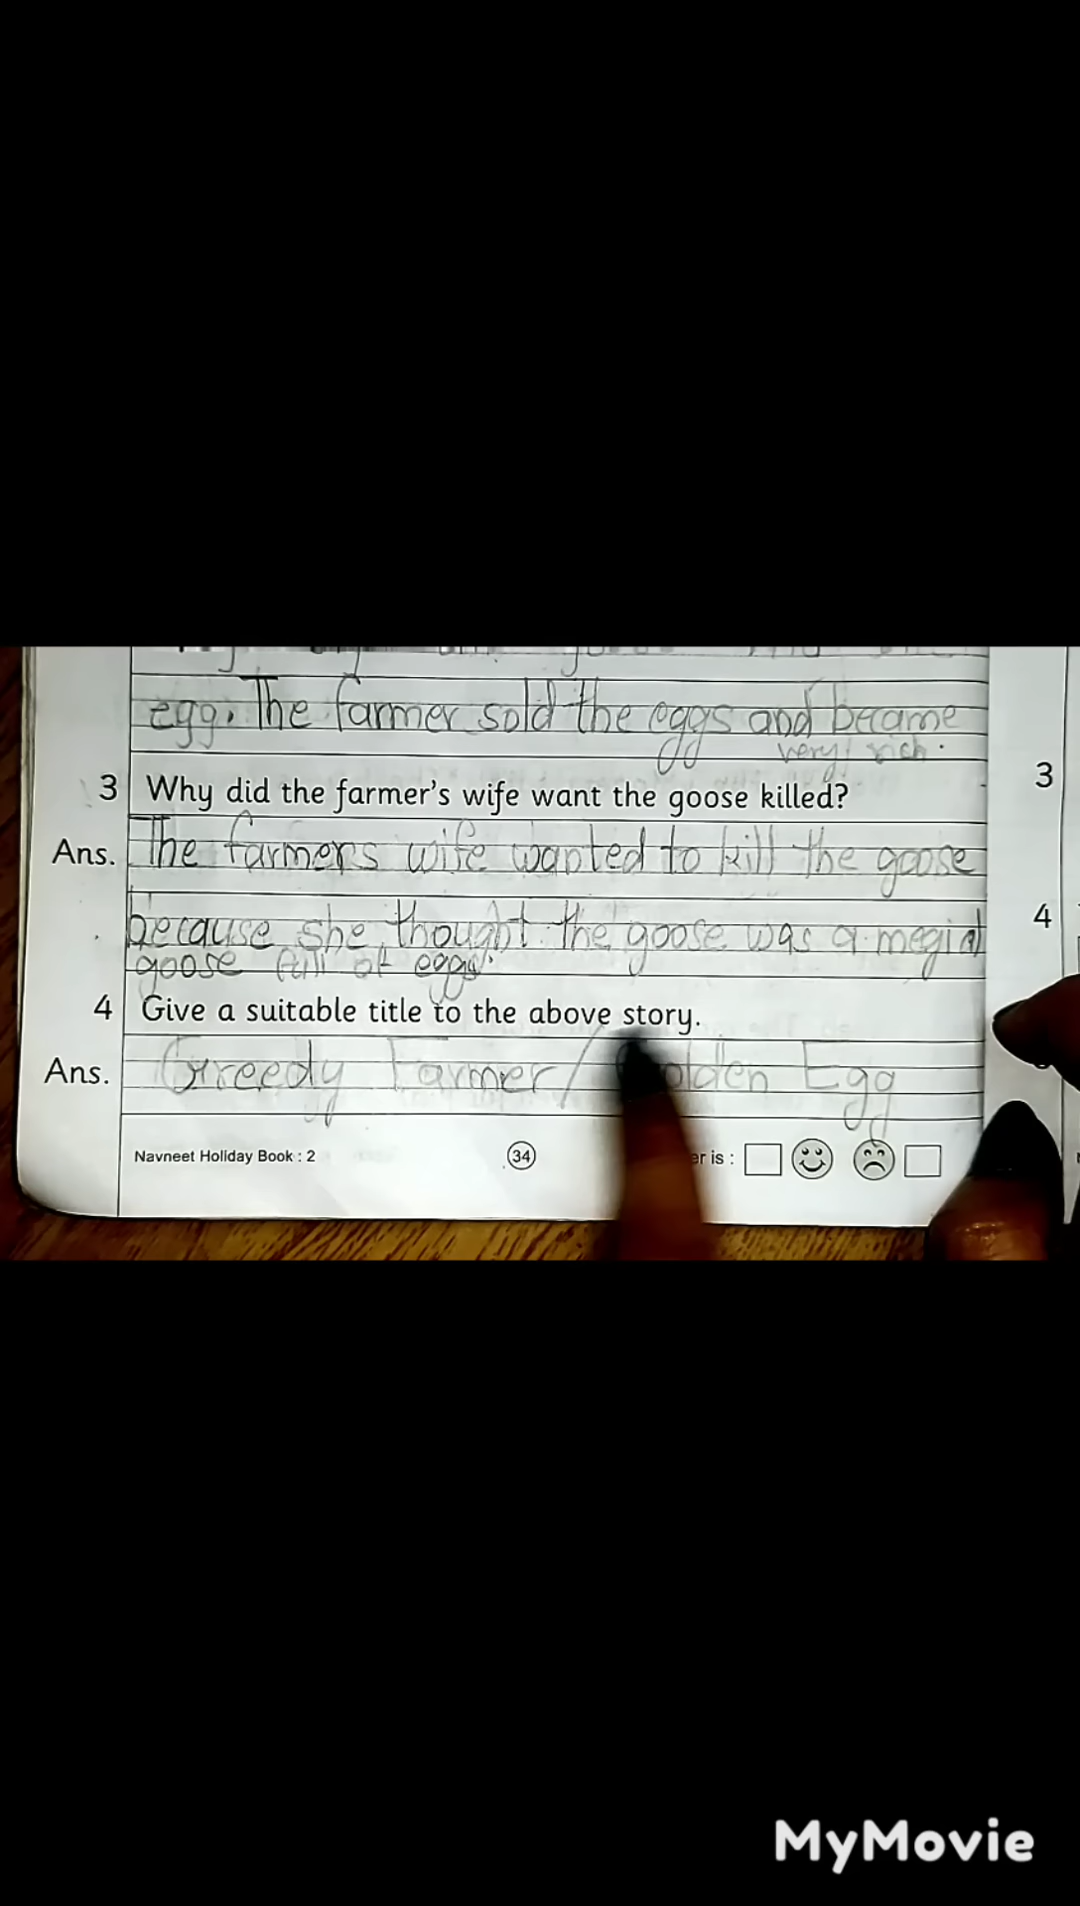 egg. The farmer sold the eggs and became
very rich.
3 Why did the farmer's wife want the goose killed?
3
Ans. The farmers wife wanted to kill the goose
because she thought the goose was a megial
goose full of eggs.
4
4 Give a suitable title to the above story.
Ans. Greedy Farmer / Golden Egg
Navneet Holiday Book : 2 34 er is :
MyMovie